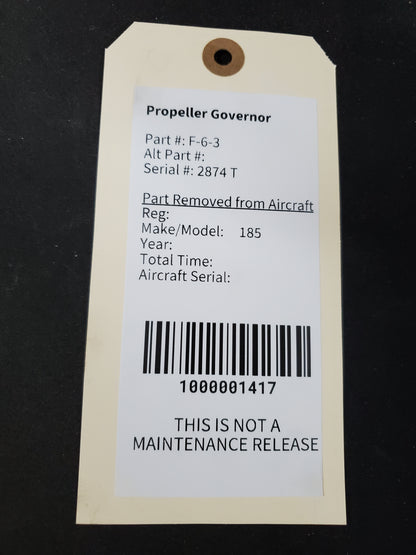 Propeller Governor
Part #: F-6-3
Alt Part #:
Serial #: 2874 T
Part Removed from Aircraft
Reg:
Make/Model: 185
Year:
Total Time:
Aircraft Serial:
1000001417
THIS IS NOT A
MAINTENANCE RELEASE